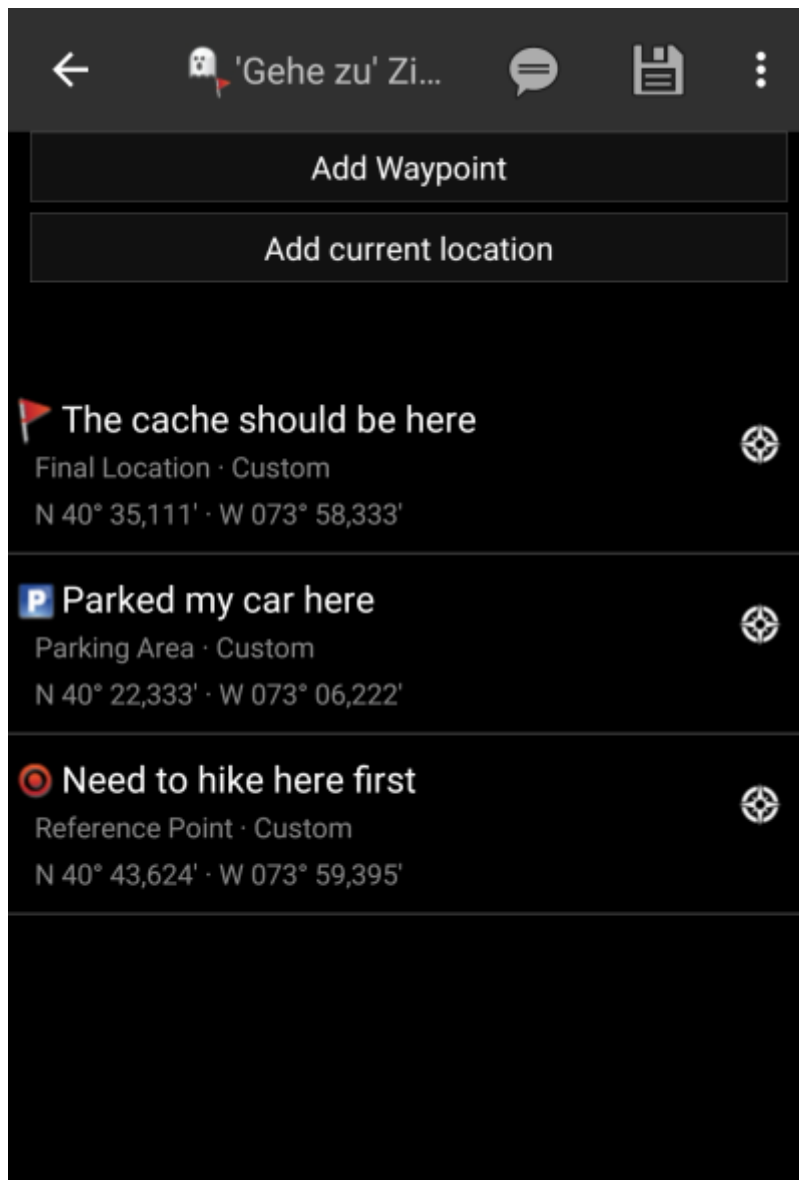 'Gehe zu' Zi...
Add Waypoint
Add current location
The cache should be here
Final Location · Custom
N 40° 35,111' · W 073° 58,333'
P Parked my car here
Parking Area · Custom
N 40° 22,333' · W 073° 06,222'
Need to hike here first
Reference Point · Custom
N 40° 43,624' · W 073° 59,395'